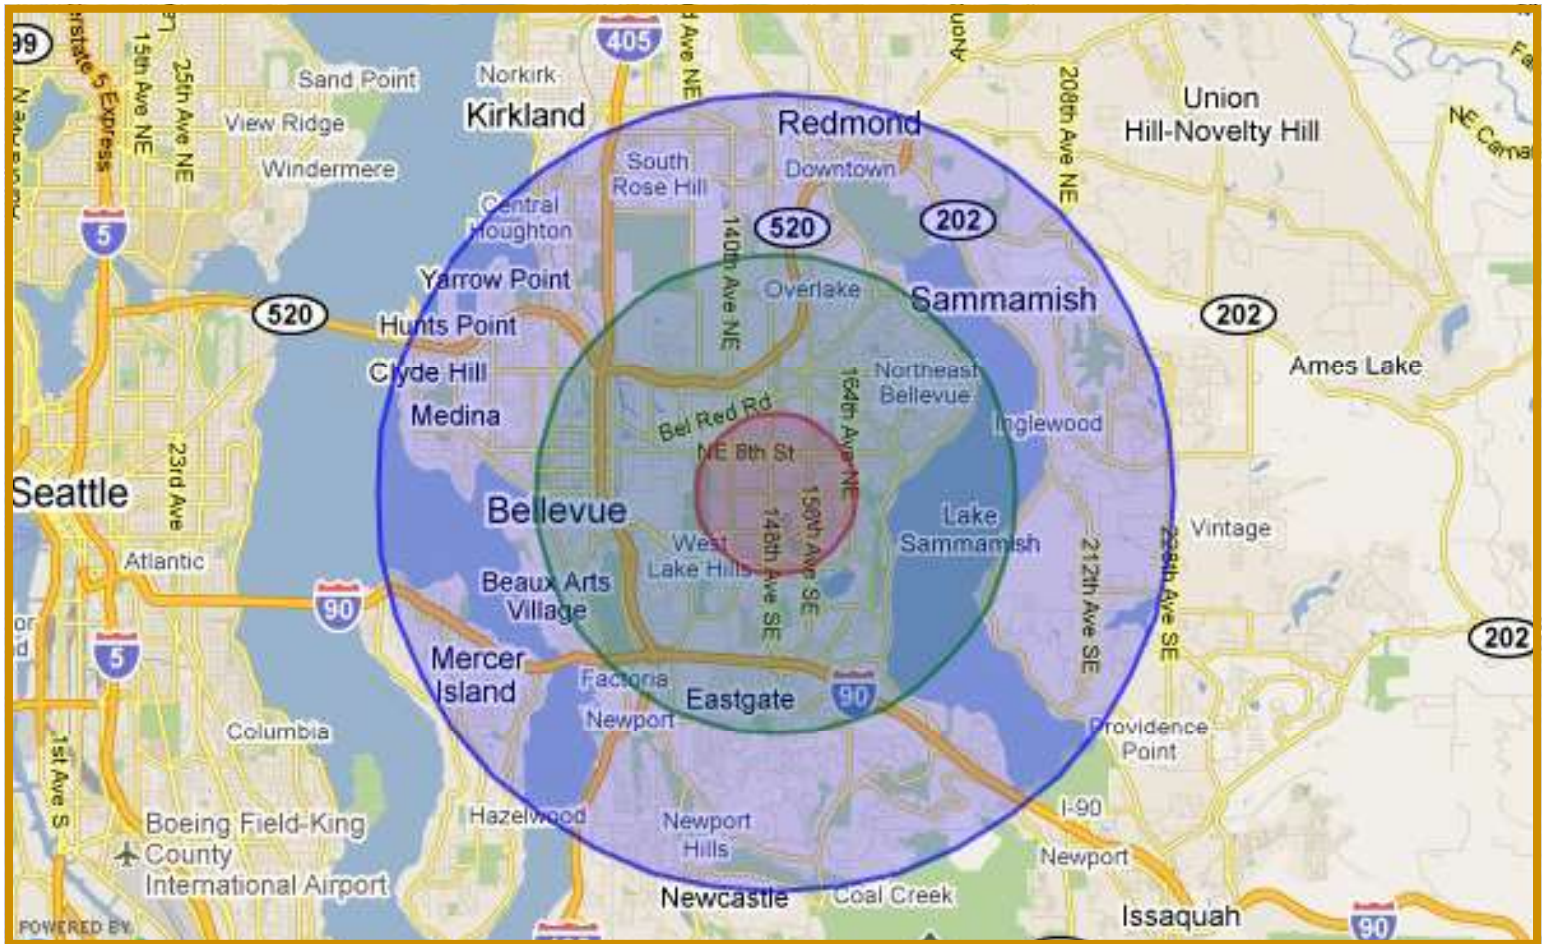 99
405
Sand Point
Norkirk
Kirkland
Union
Hill-Novelty Hill
15th Ave NE
25th Ave NE
Express
View Ridge
Windermere
Redmond
Downtown
South
Rose Hill
208th Ave NE
Central
Houghton
5
520
202
140th Ave NE
Yarrow Point
Overlake
Sammamish
520
Hunts Point
202
Clyde Hill
Northeast
Bellevue
Ames Lake
164th Ave NE
Medina
Bel Red Rd
Inglewood
NE 8th St
23rd Ave
Seattle
Bellevue
Lake
Sammamish
Vintage
148th Ave SE
156th Ave SE
212th Ave SE
228th Ave SE
West
Lake Hills
Atlantic
Beaux Arts
Village
90
5
202
Mercer
Island
Factoria
Eastgate
90
Newport
Columbia
Providence
Point
1st Ave S
Hazelwood
Newport
Hills
I-90
Boeing Field-King
County
International Airport
Newport
Newcastle
Coal Creek
Issaquah
90
POWERED BY